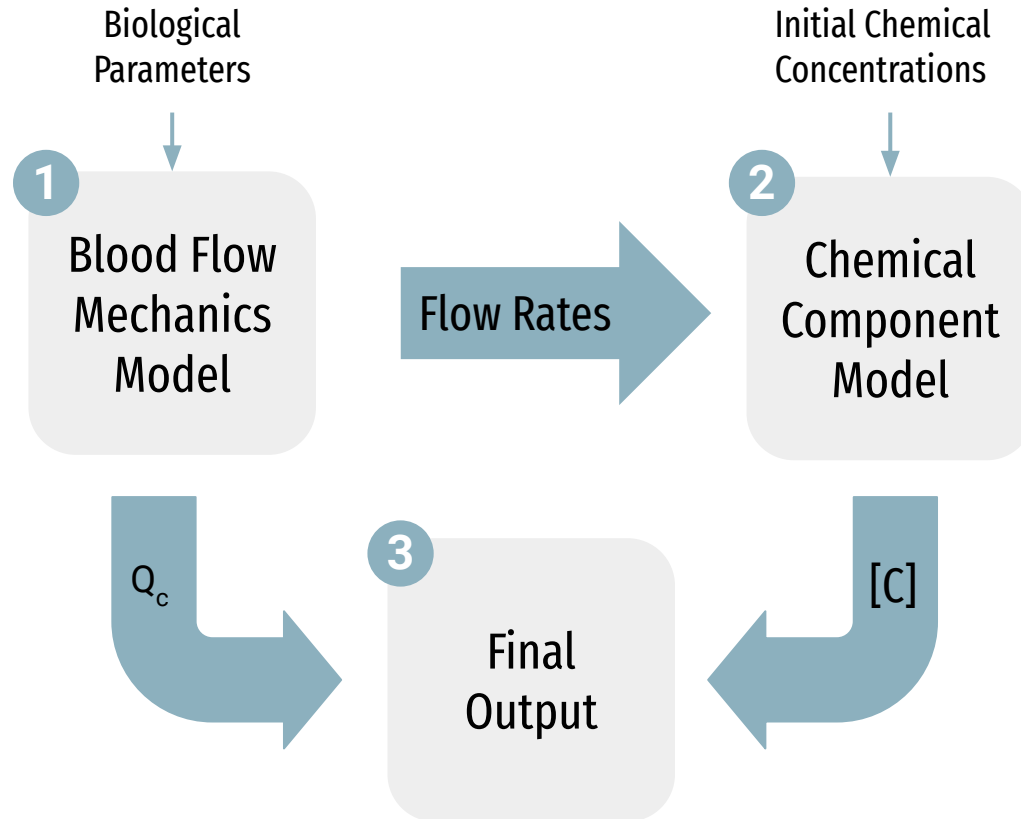 Biological
Parameters
Initial Chemical
Concentrations
1
Blood Flow
Mechanics
Model
Flow Rates
2
Chemical
Component
Model
Qc
3
Final
Output
[C]